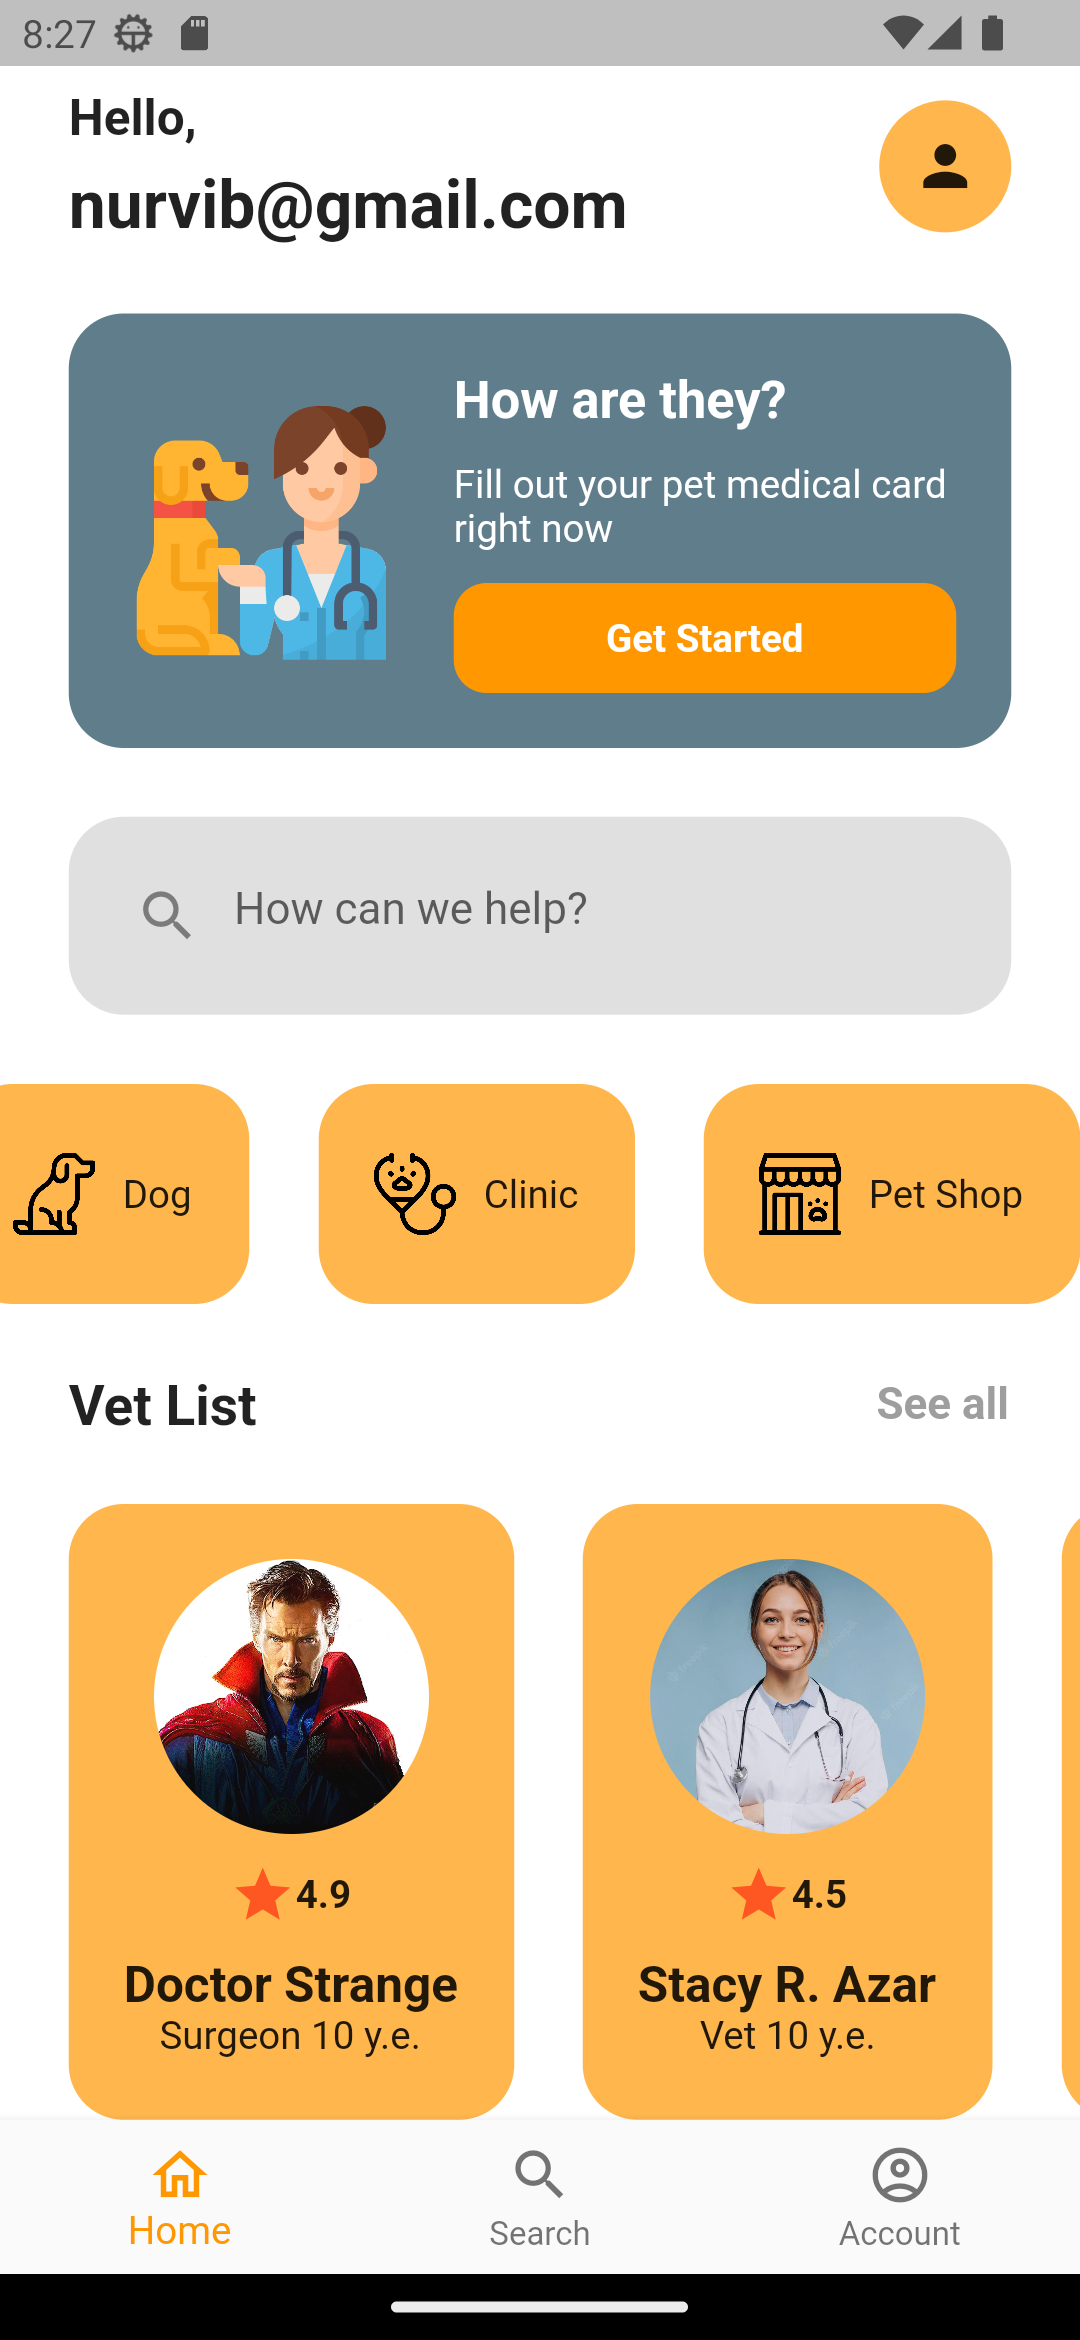 8:27
Hello,
nurvib@gmail.com
How are they?
Fill out your pet medical card
right now
Get Started
How can we help?
Dog
Clinic
Pet Shop
Vet List
See all
4.9
4.5
Doctor Strange
Stacy R. Azar
Surgeon 10 y.e.
Vet 10 y.e.
Home
Search
Account